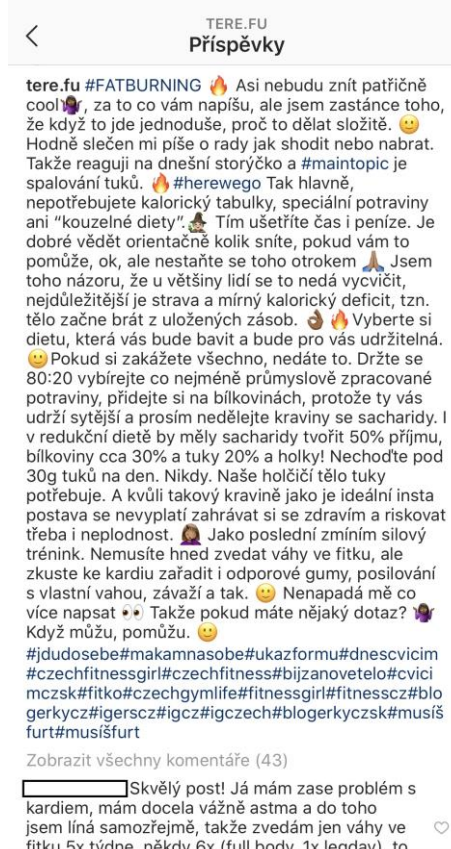 TERE.FU
Příspěvky
tere.fu #FATBURNING 🔥 Asi nebudu znít patřičně
cool🤷🏾‍♀️, za to co vám napíšu, ale jsem zastánce toho,
že když to jde jednoduše, proč to dělat složitě. 🙂
Hodně slečen mi píše o rady jak shodit nebo nabrat.
Takže reaguji na dnešní storýčko a #maintopic je
spalování tuků. 🔥#herewego Tak hlavně,
nepotřebujete kalorický tabulky, speciální potraviny
ani “kouzelné diety”.🧙🏻‍♀️ Tím ušetříte čas i peníze. Je
dobré vědět orientačně kolik sníte, pokud vám to
pomůže, ok, ale nestaňte se toho otrokem 🙏🏽 Jsem
toho názoru, že u většiny lidí se to nedá vycvičit,
nejdůležitější je strava a mírný kalorický deficit, tzn.
tělo začne brát z uložených zásob. 👌🏾🔥Vyberte si
dietu, která vás bude bavit a bude pro vás udržitelná.
🙂Pokud si zakážete všechno, nedáte to. Držte se
80:20 vybírejte co nejméně průmyslově zpracované
potraviny, přidejte si na bílkovinách, protože ty vás
udrží sytější a prosím nedělejte kraviny se sacharidy. I
v redukční dietě by měly sacharidy tvořit 50% příjmu,
bílkoviny cca 30% a tuky 20% a holky! Nechoďte pod
30g tuků na den. Nikdy. Naše holčičí tělo tuky
potřebuje. A kvůli takový kravině jako je ideální insta
postava se nevyplatí zahrávat si se zdravím a riskovat
třeba i neplodnost. 🤦🏾‍♀️ Jako poslední zmíním silový
trénink. Nemusíte hned zvedat váhy ve fitku, ale
zkuste ke kardiu zařadit i odporové gumy, posilování
s vlastní vahou, závaží a tak. 🙂 Nenapadá mě co
více napsat 👀 Takže pokud máte nějaký dotaz? 🤷🏾‍♀️
Když můžu, pomůžu. 🙂
#jdudosebe#makamnasobe#ukazformu#dnescvicim
#czechfitnessgirl#czechfitness#bijzanovetelo#cvici
mczsk#fitko#czechgymlife#fitnessgirl#fitnesscz#blo
gerkycz#igerscz#igcz#igczech#blogerkyczsk#musíš
furt#musíšfurt
Zobrazit všechny komentáře (43)
Skvělý post! Já mám zase problém s
kardiem, mám docela vážně astma a do toho
jsem líná samozřejmě, takže zvedám jen váhy ve
fitku 5x týdne, někdy 6x (full body, 1x legday), to